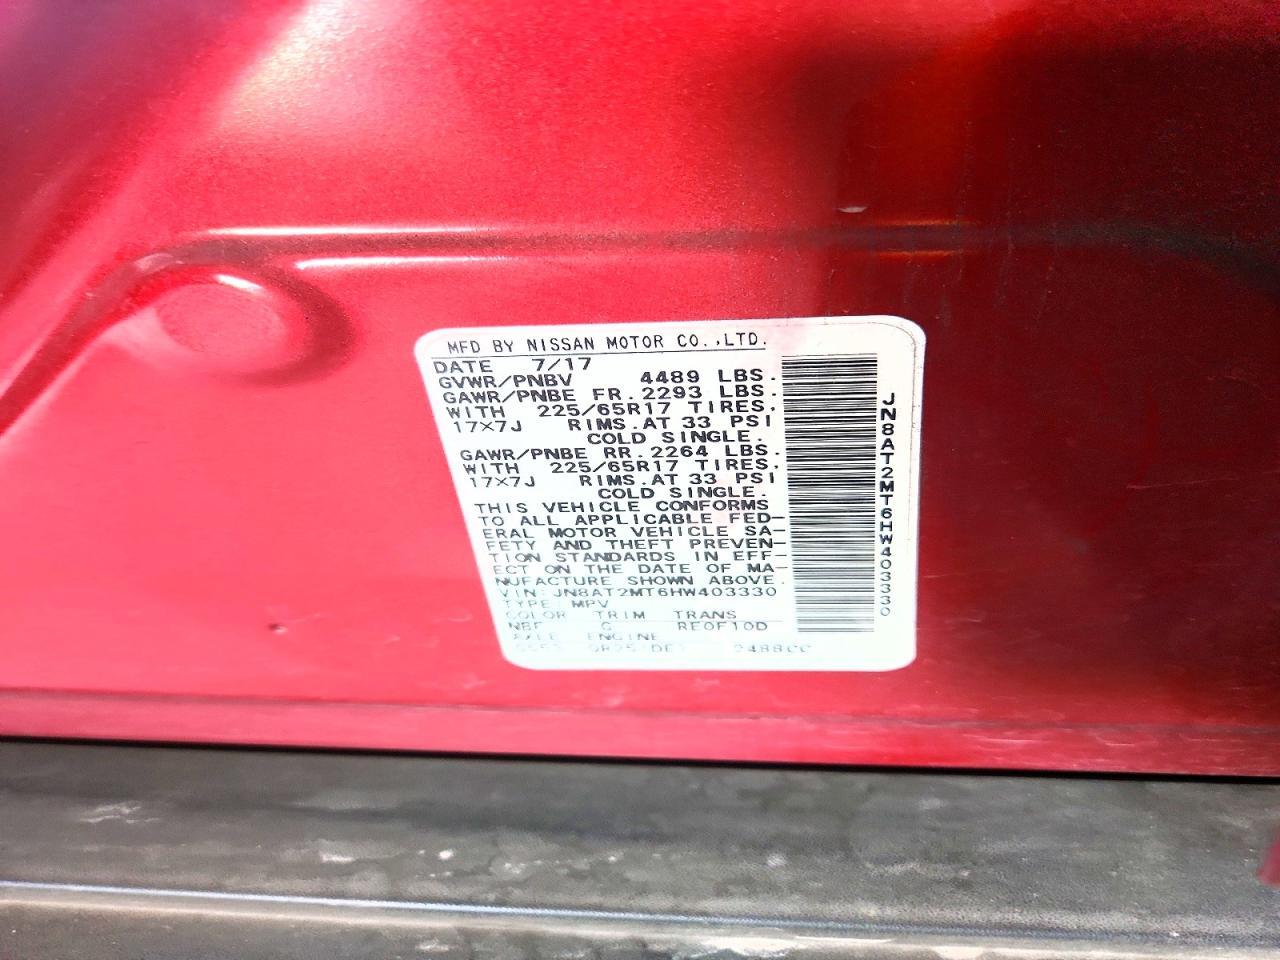 MFD BY NISSAN MOTOR CO.,LTD.
DATE 7/17
GVWR/PNBV 4489 LBS.
GAWR/PNBE FR. 2293 LBS.
WITH 225/65R17 TIRES,
17X7J RIMS.AT 33 PSI
COLD SINGLE.
GAWR/PNBE RR. 2264 LBS.
WITH 225/65R17 TIRES.
17X7J RIMS.AT 33 PSI
COLD SINGLE.
THIS VEHICLE CONFORMS
TO ALL APPLICABLE FED-
ERAL MOTOR VEHICLE SA-
FETY AND THEFT PREVEN-
TION STANDARDS IN EFF-
ECT ON THE DATE OF MA-
NUFACTURE SHOWN ABOVE.
VIN:JN8AT2MT6HW403330
TYPE MPV
COLOR TRIM TRANS
NBF G RE0F10D
AXLE ENGINE
2488CC
JN8AT2MT6HW403330